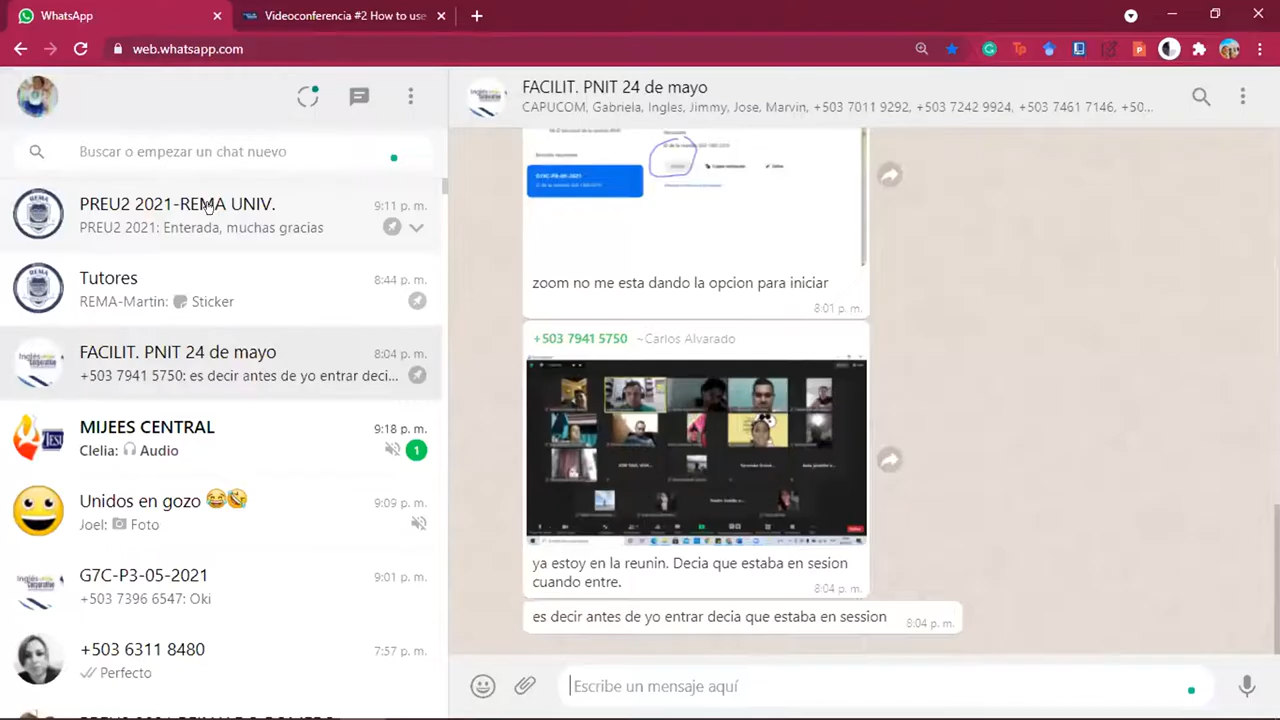 WhatsApp
Videoconferencia #2 How to use
web.whatsapp.com
Buscar o empezar un chat nuevo
PREU2 2021-REMA UNIV.
9:11 p. m.
PREU2 2021: Enterada, muchas gracias
Tutores
8:44 p. m.
REMA-Martin: Sticker
FACILIT. PNIT 24 de mayo
8:04 p. m.
+503 7941 5750: es decir antes de yo entrar deci...
MIJEES CENTRAL
9:18 p. m.
Clelia: Audio
1
Unidos en gozo 😂🤣
9:09 p. m.
Joel: Foto
G7C-P3-05-2021
9:01 p. m.
+503 7396 6547: Oki
+503 6311 8480
7:57 p. m.
Perfecto
FACILIT. PNIT 24 de mayo
CAPUCOM, Gabriela, Ingles, Jimmy, Jose, Marvin, +503 7011 9292, +503 7242 9924, +503 7461 7146, +50...
zoom no me esta dando la opcion para iniciar
8:01 p. m.
+503 7941 5750 ~Carlos Alvarado
ya estoy en la reunin. Decia que estaba en sesion
cuando entre.
8:04 p. m.
es decir antes de yo entrar decia que estaba en session
8:04 p. m.
Escribe un mensaje aquí